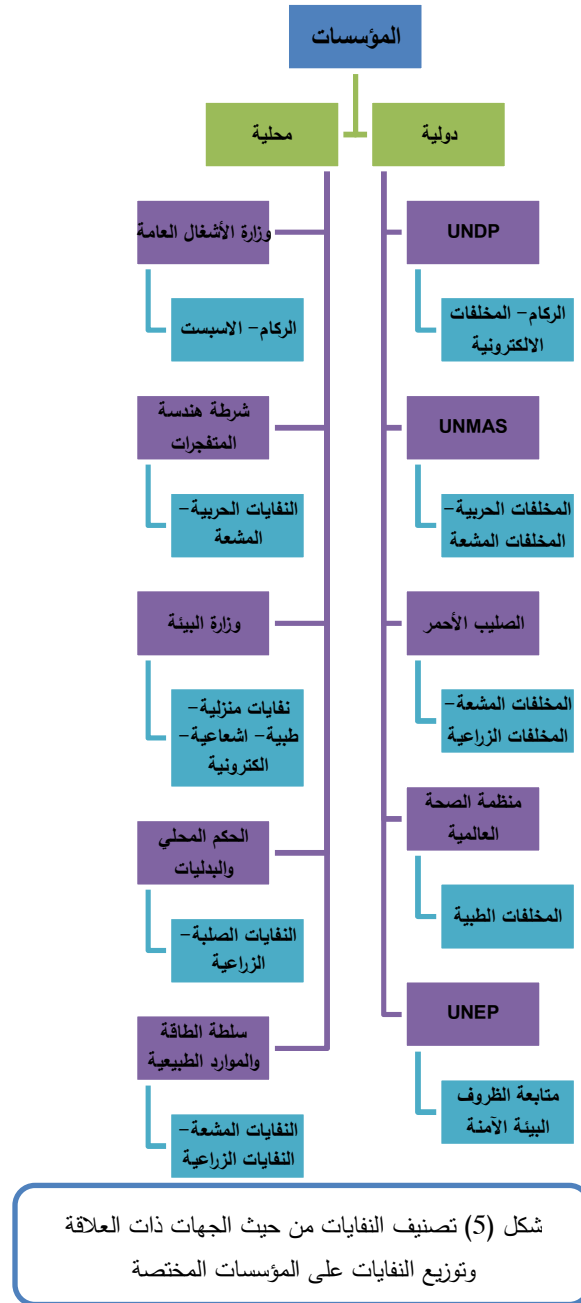 المؤسسات
دولية
محلية
UNDP
الركام– المخلفات
الالكترونية
UNMAS
المخلفات الحربية–
المخلفات المشعة
الصليب الأحمر
المخلفات المشعة–
المخلفات الزراعية
منظمة الصحة
العالمية
المخلفات الطبية
UNEP
متابعة الظروف
البيئة الآمنة
وزارة الأشغال العامة
الركام– الاسبست
شرطة هندسة
المتفجرات
النفايات الحربية–
المشعة
وزارة البيئة
نفايات منزلية–
طبية– اشعاعية–
الكترونية
الحكم المحلي
والبدليات
النفايات الصلبة–
الزراعية
سلطة الطاقة
والموارد الطبيعية
النفايات المشعة–
النفايات الزراعية
شكل (5) تصنيف النفايات من حيث الجهات ذات العلاقة
وتوزيع النفايات على المؤسسات المختصة